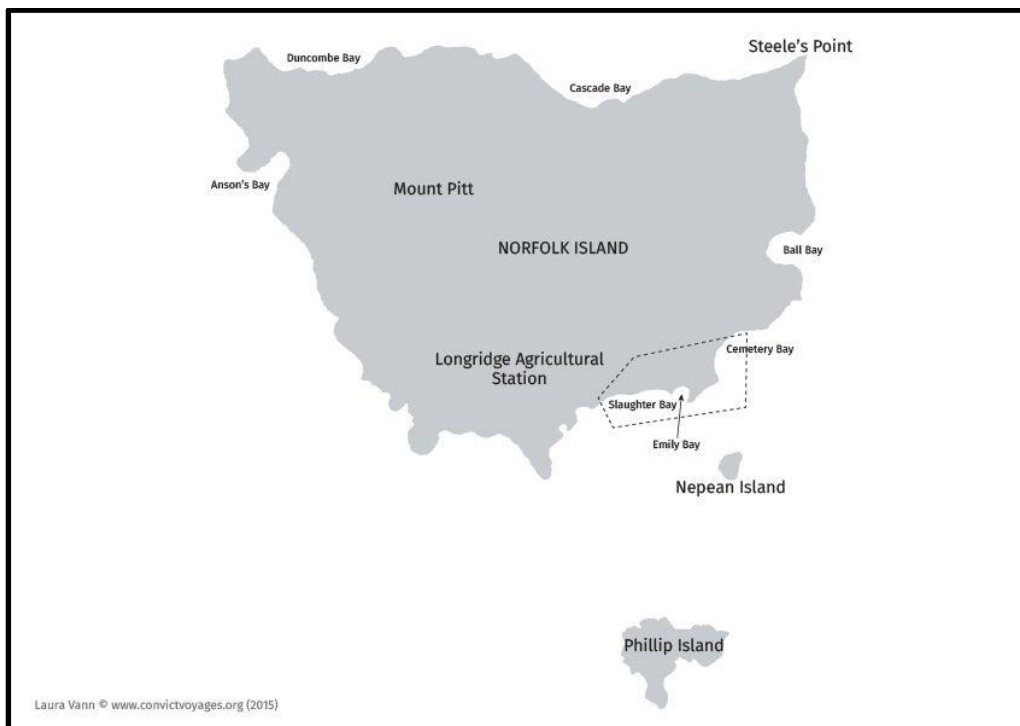 Steele's Point
Duncombe Bay
Cascade Bay
Anson's Bay
Mount Pitt
NORFOLK ISLAND
Ball Bay
Cemetery Bay
Longridge Agricultural
Station
Slaughter Bay
Emily Bay
Nepean Island
Phillip Island
Laura Vann © www.convictvoyages.org (2015)